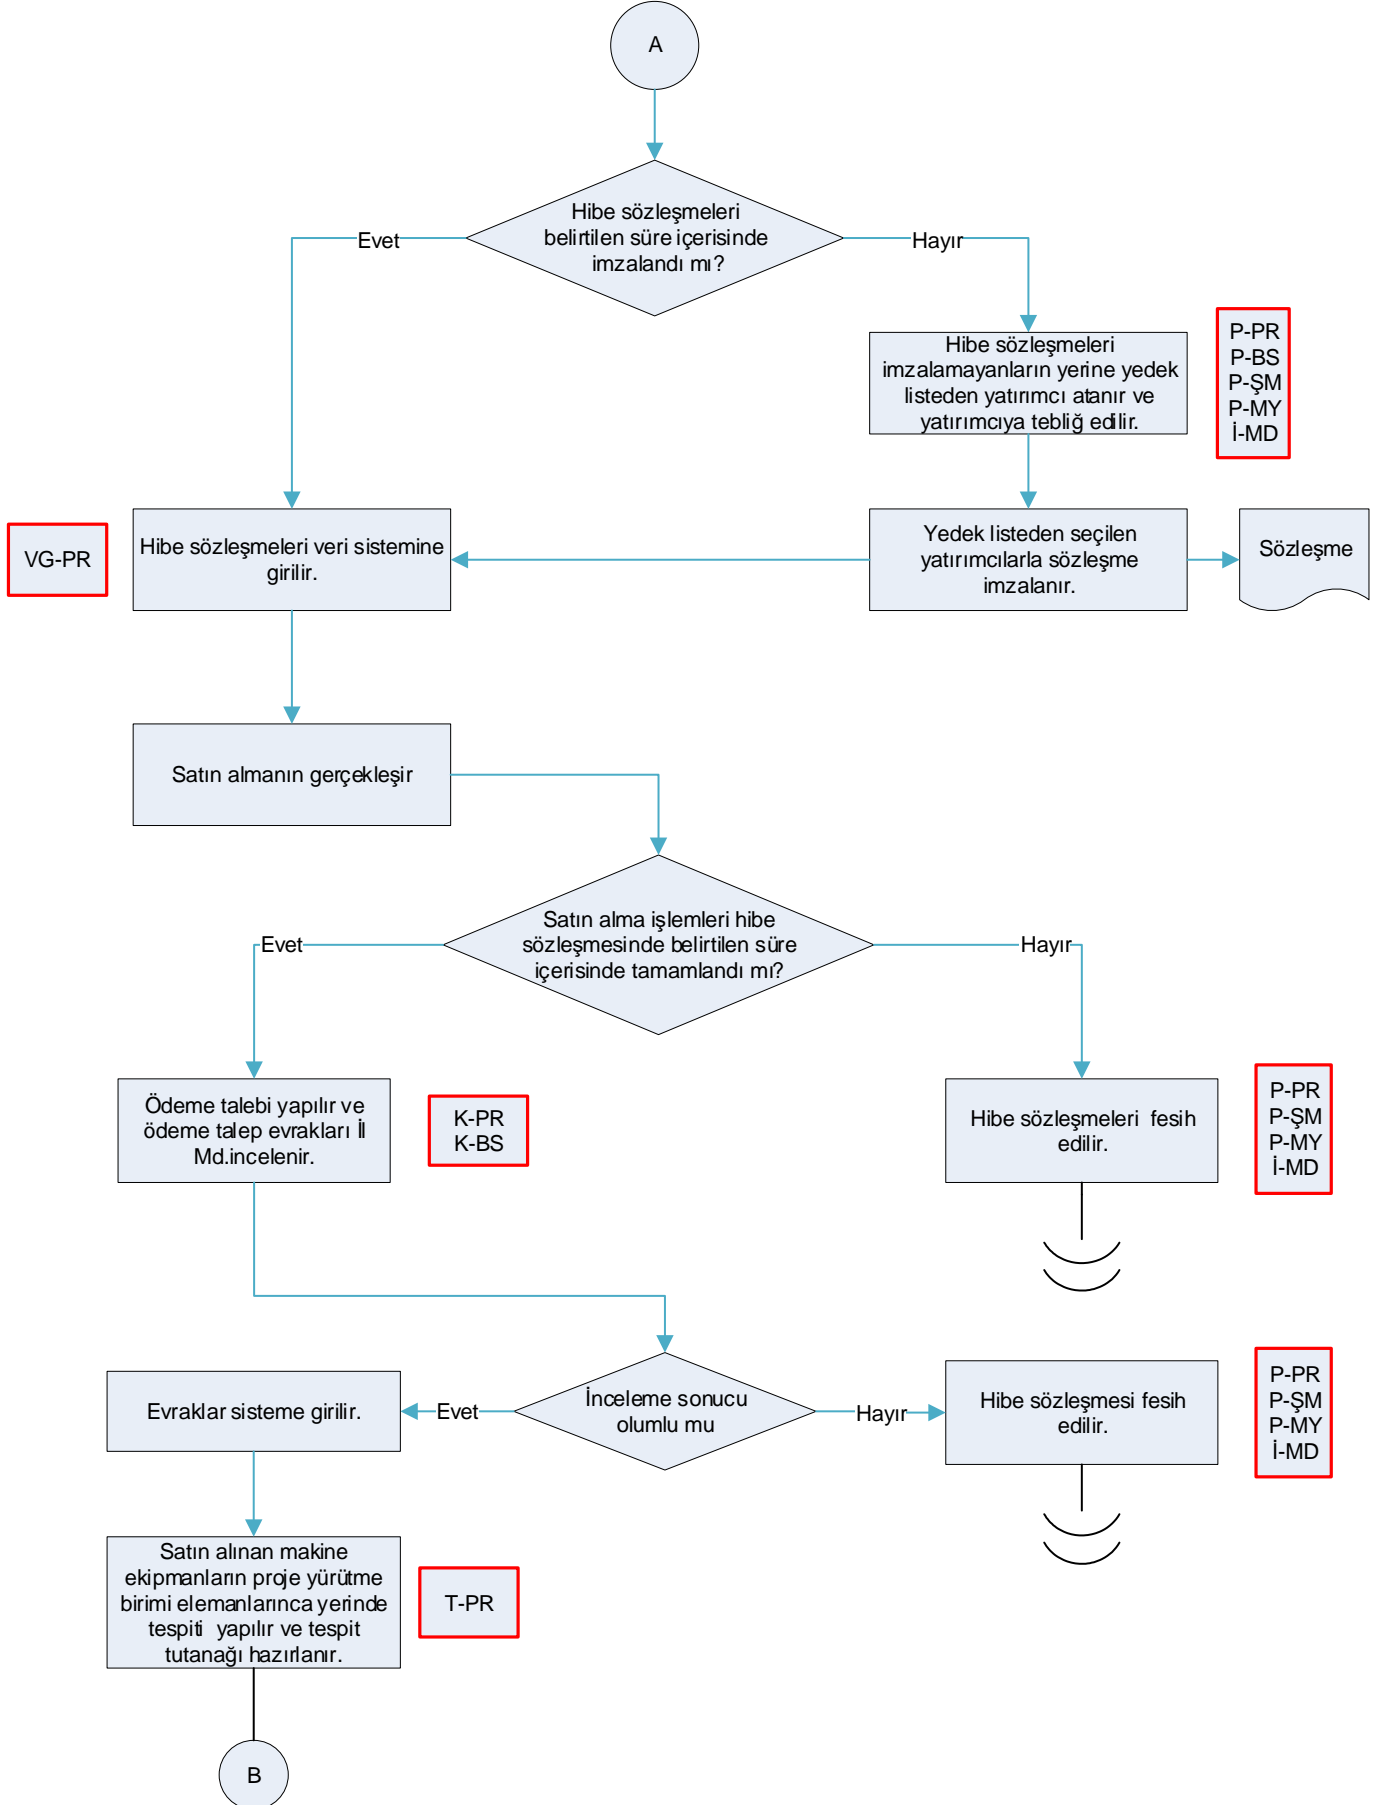 A
Hibe sözleşmeleri
belirtilen süre içerisinde
imzalandı mı?
Evet
Hayır
Hibe sözleşmeleri
imzalamayanların yerine yedek
listeden yatırımcı atanır ve
yatırımcıya tebliğ edilir.
P-PR
P-BS
P-ŞM
P-MY
İ-MD
VG-PR
Hibe sözleşmeleri veri sistemine
girilir.
Yedek listeden seçilen
yatırımcılarla sözleşme
imzalanır.
Sözleşme
Satın almanın gerçekleşir
Satın alma işlemleri hibe
sözleşmesinde belirtilen süre
içerisinde tamamlandı mı?
Evet
Hayır
Ödeme talebi yapılır ve
ödeme talep evrakları İl
Md.incelenir.
K-PR
K-BS
Hibe sözleşmeleri fesih
edilir.
P-PR
P-ŞM
P-MY
İ-MD
Evraklar sisteme girilir.
Evet
İnceleme sonucu
olumlu mu
Hayır
Hibe sözleşmesi fesih
edilir.
P-PR
P-ŞM
P-MY
İ-MD
Satın alınan makine
ekipmanların proje yürütme
birimi elemanlarınca yerinde
tespiti yapılır ve tespit
tutanağı hazırlanır.
T-PR
B